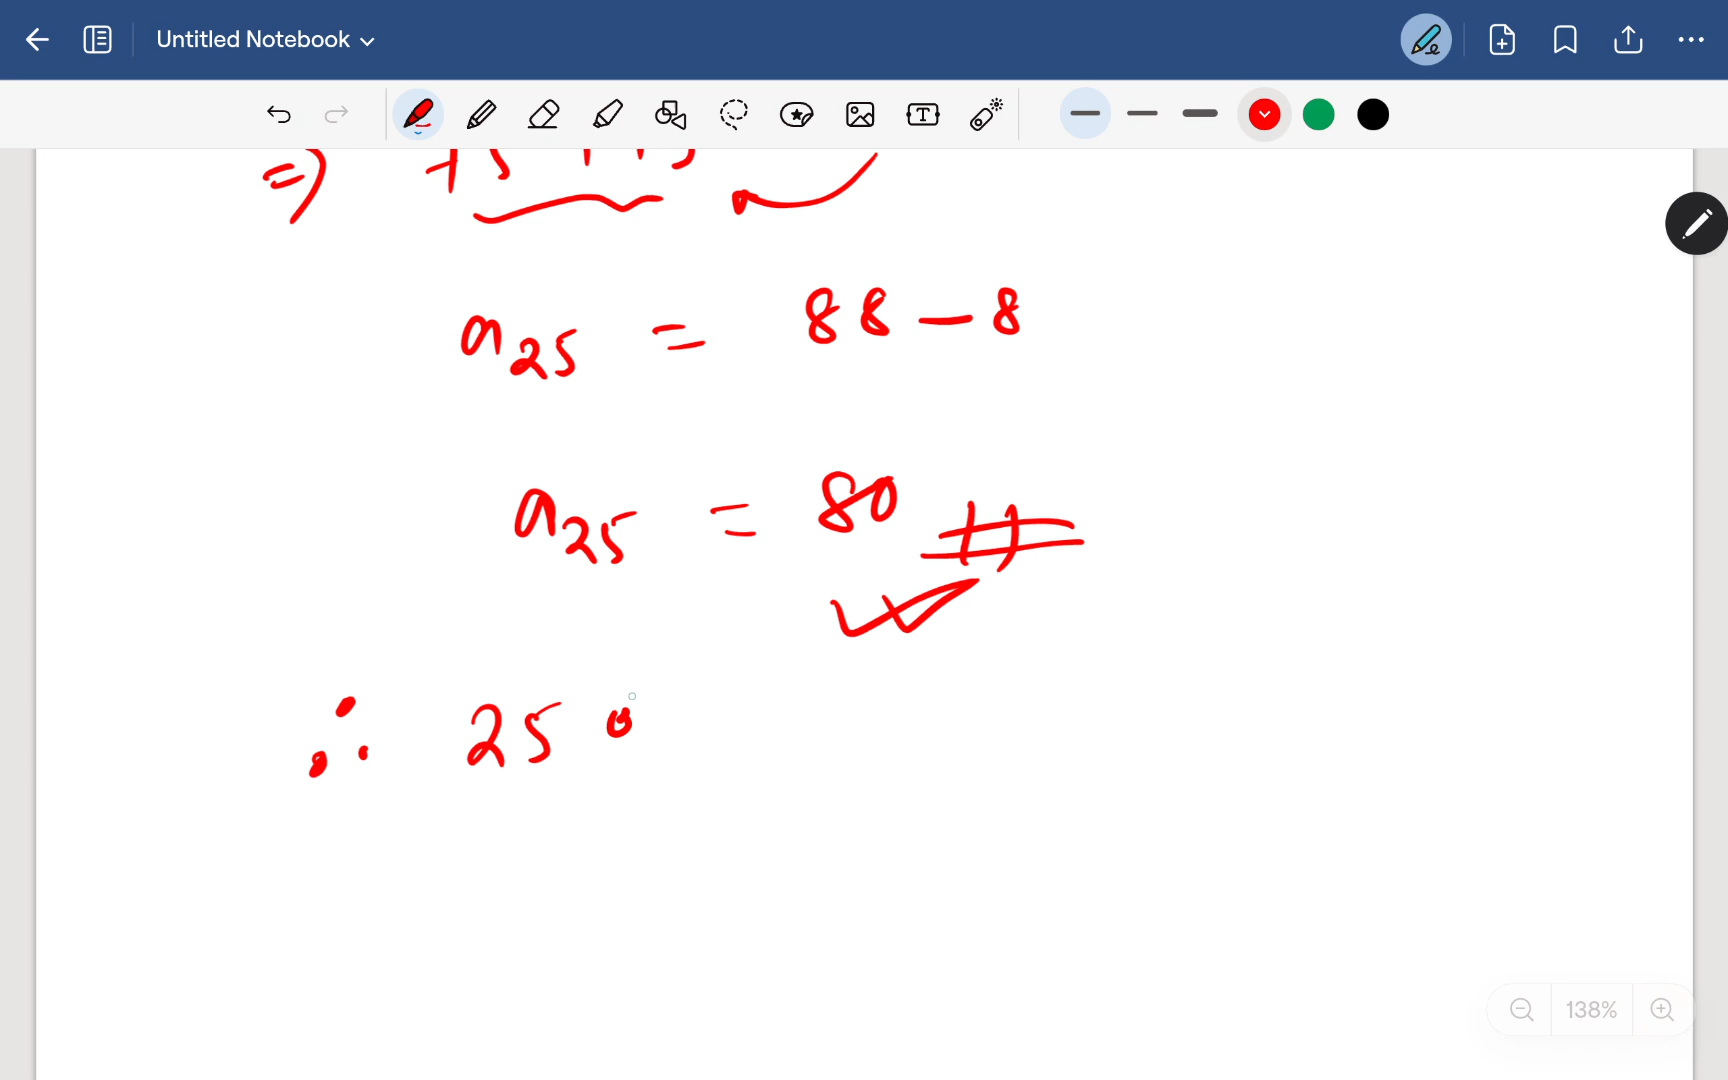 Untitled Notebook
=>
a25 = 88 - 8
a25 = 80
∴ 25
138%